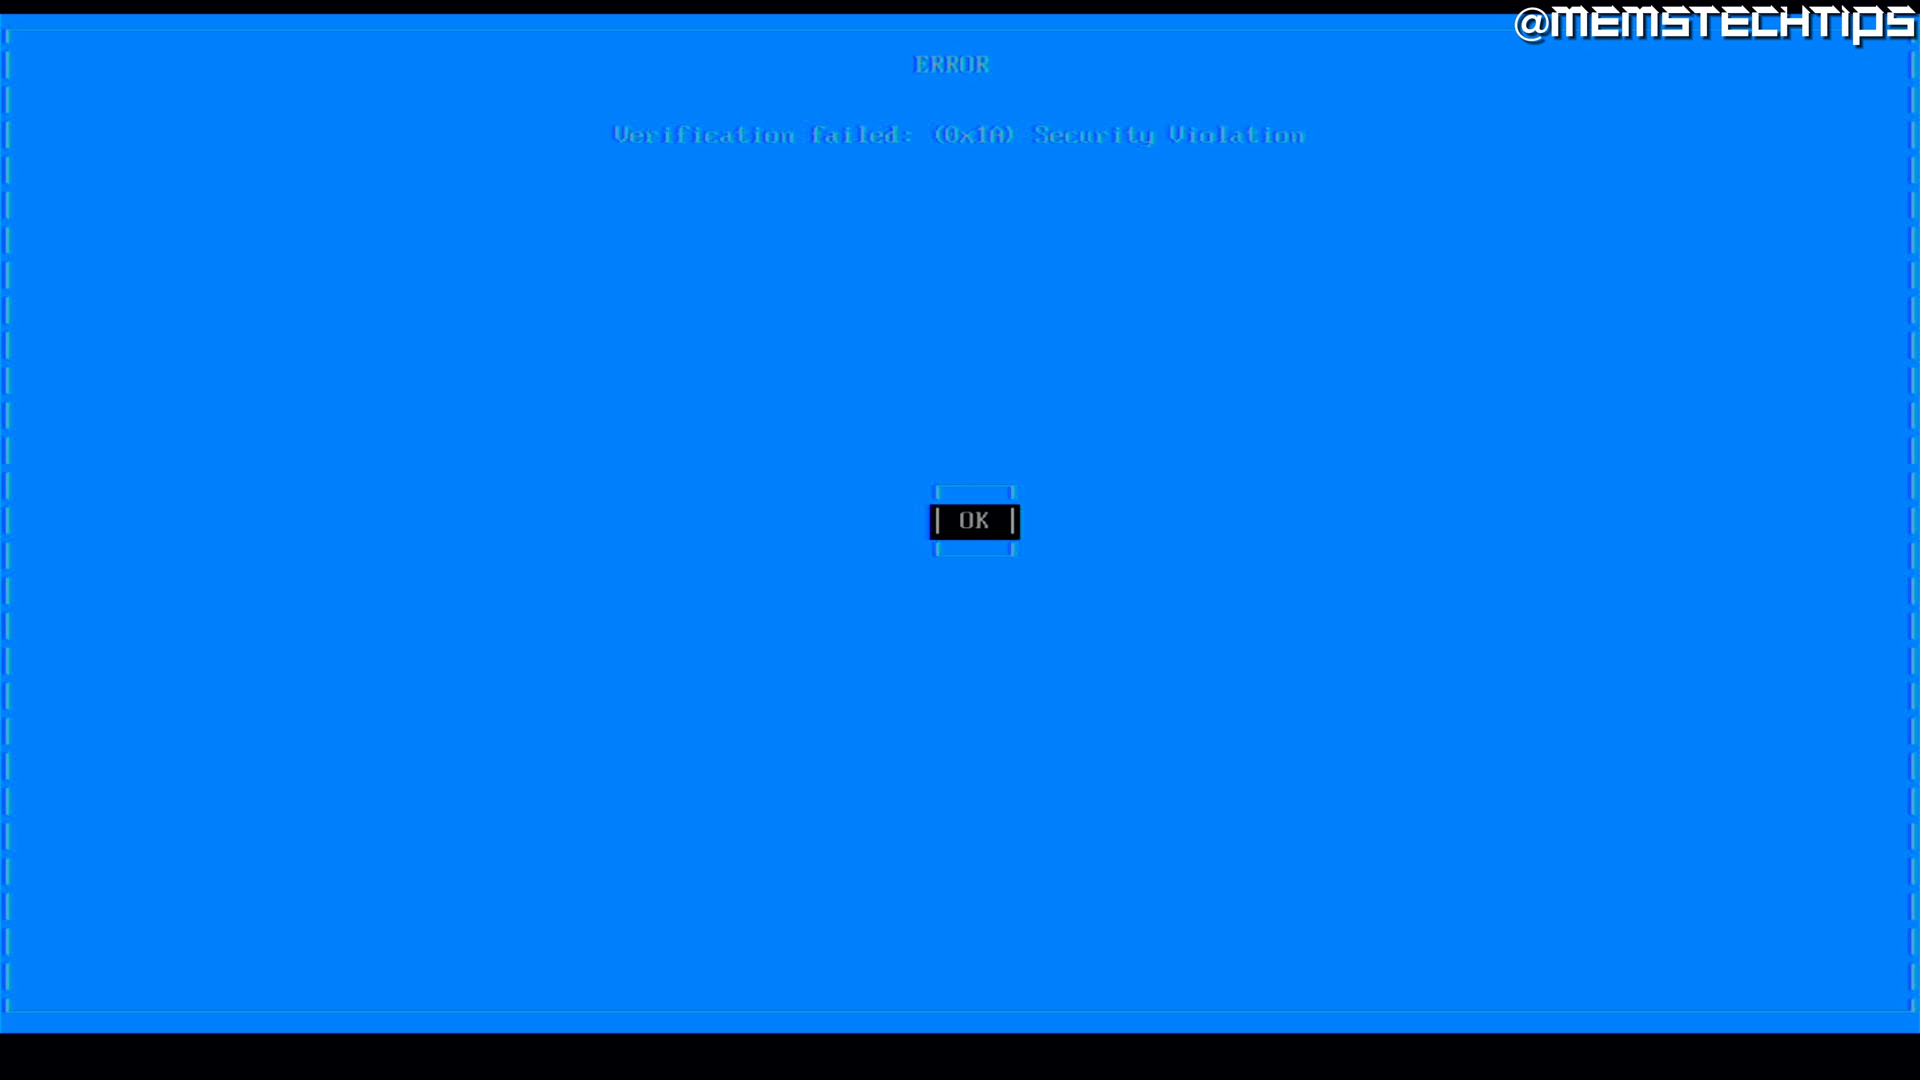 @MEMSTECHTIPS
ERROR
Verification failed: (0x1A) Security Violation
OK